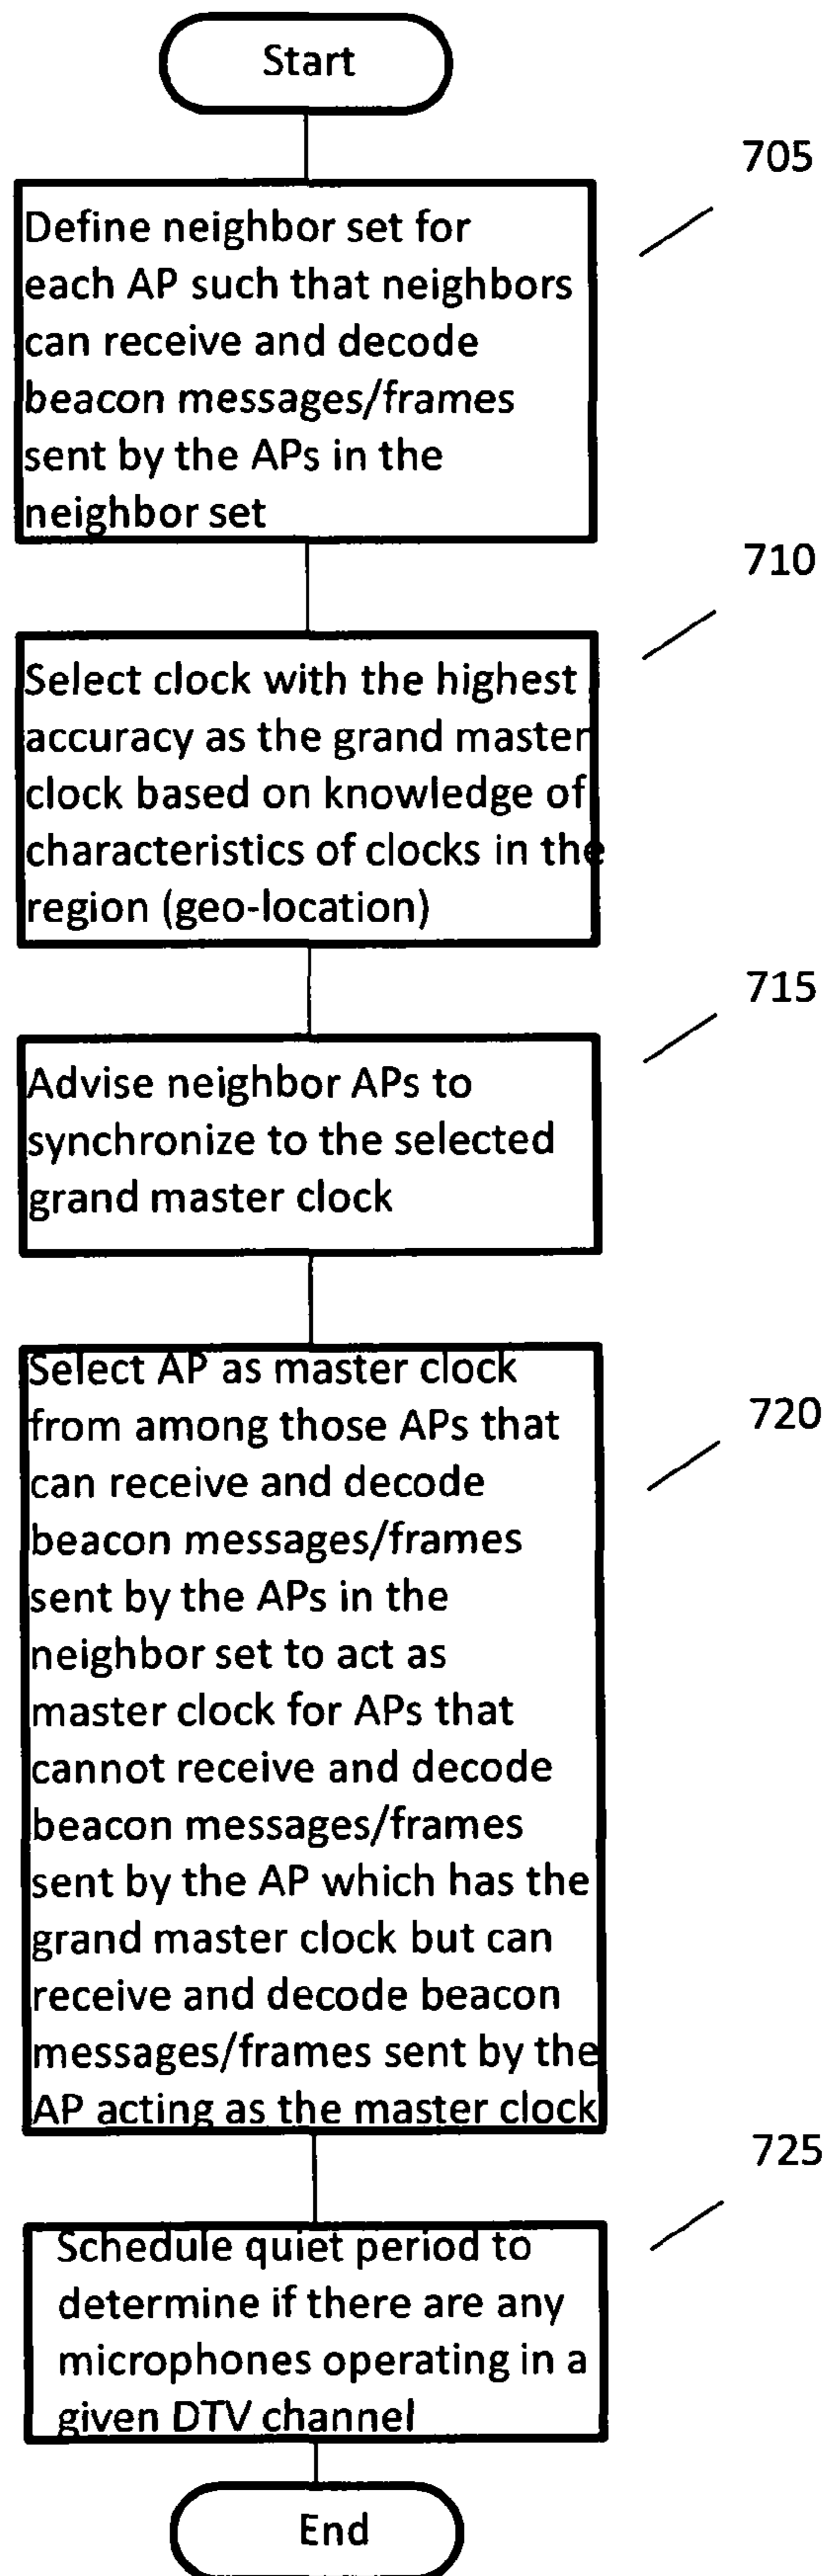 Start
705
Define neighbor set for
each AP such that neighbors
can receive and decode
beacon messages/frames
sent by the APs in the
neighbor set
710
Select clock with the highest
accuracy as the grand master
clock based on knowledge of
characteristics of clocks in the
region (geo-location)
715
Advise neighbor APs to
synchronize to the selected
grand master clock
720
Select AP as master clock
from among those APs that
can receive and decode
beacon messages/frames
sent by the APs in the
neighbor set to act as
master clock for APs that
cannot receive and decode
beacon messages/frames
sent by the AP which has the
grand master clock but can
receive and decode beacon
messages/frames sent by the
AP acting as the master clock
725
Schedule quiet period to
determine if there are any
microphones operating in a
given DTV channel
End